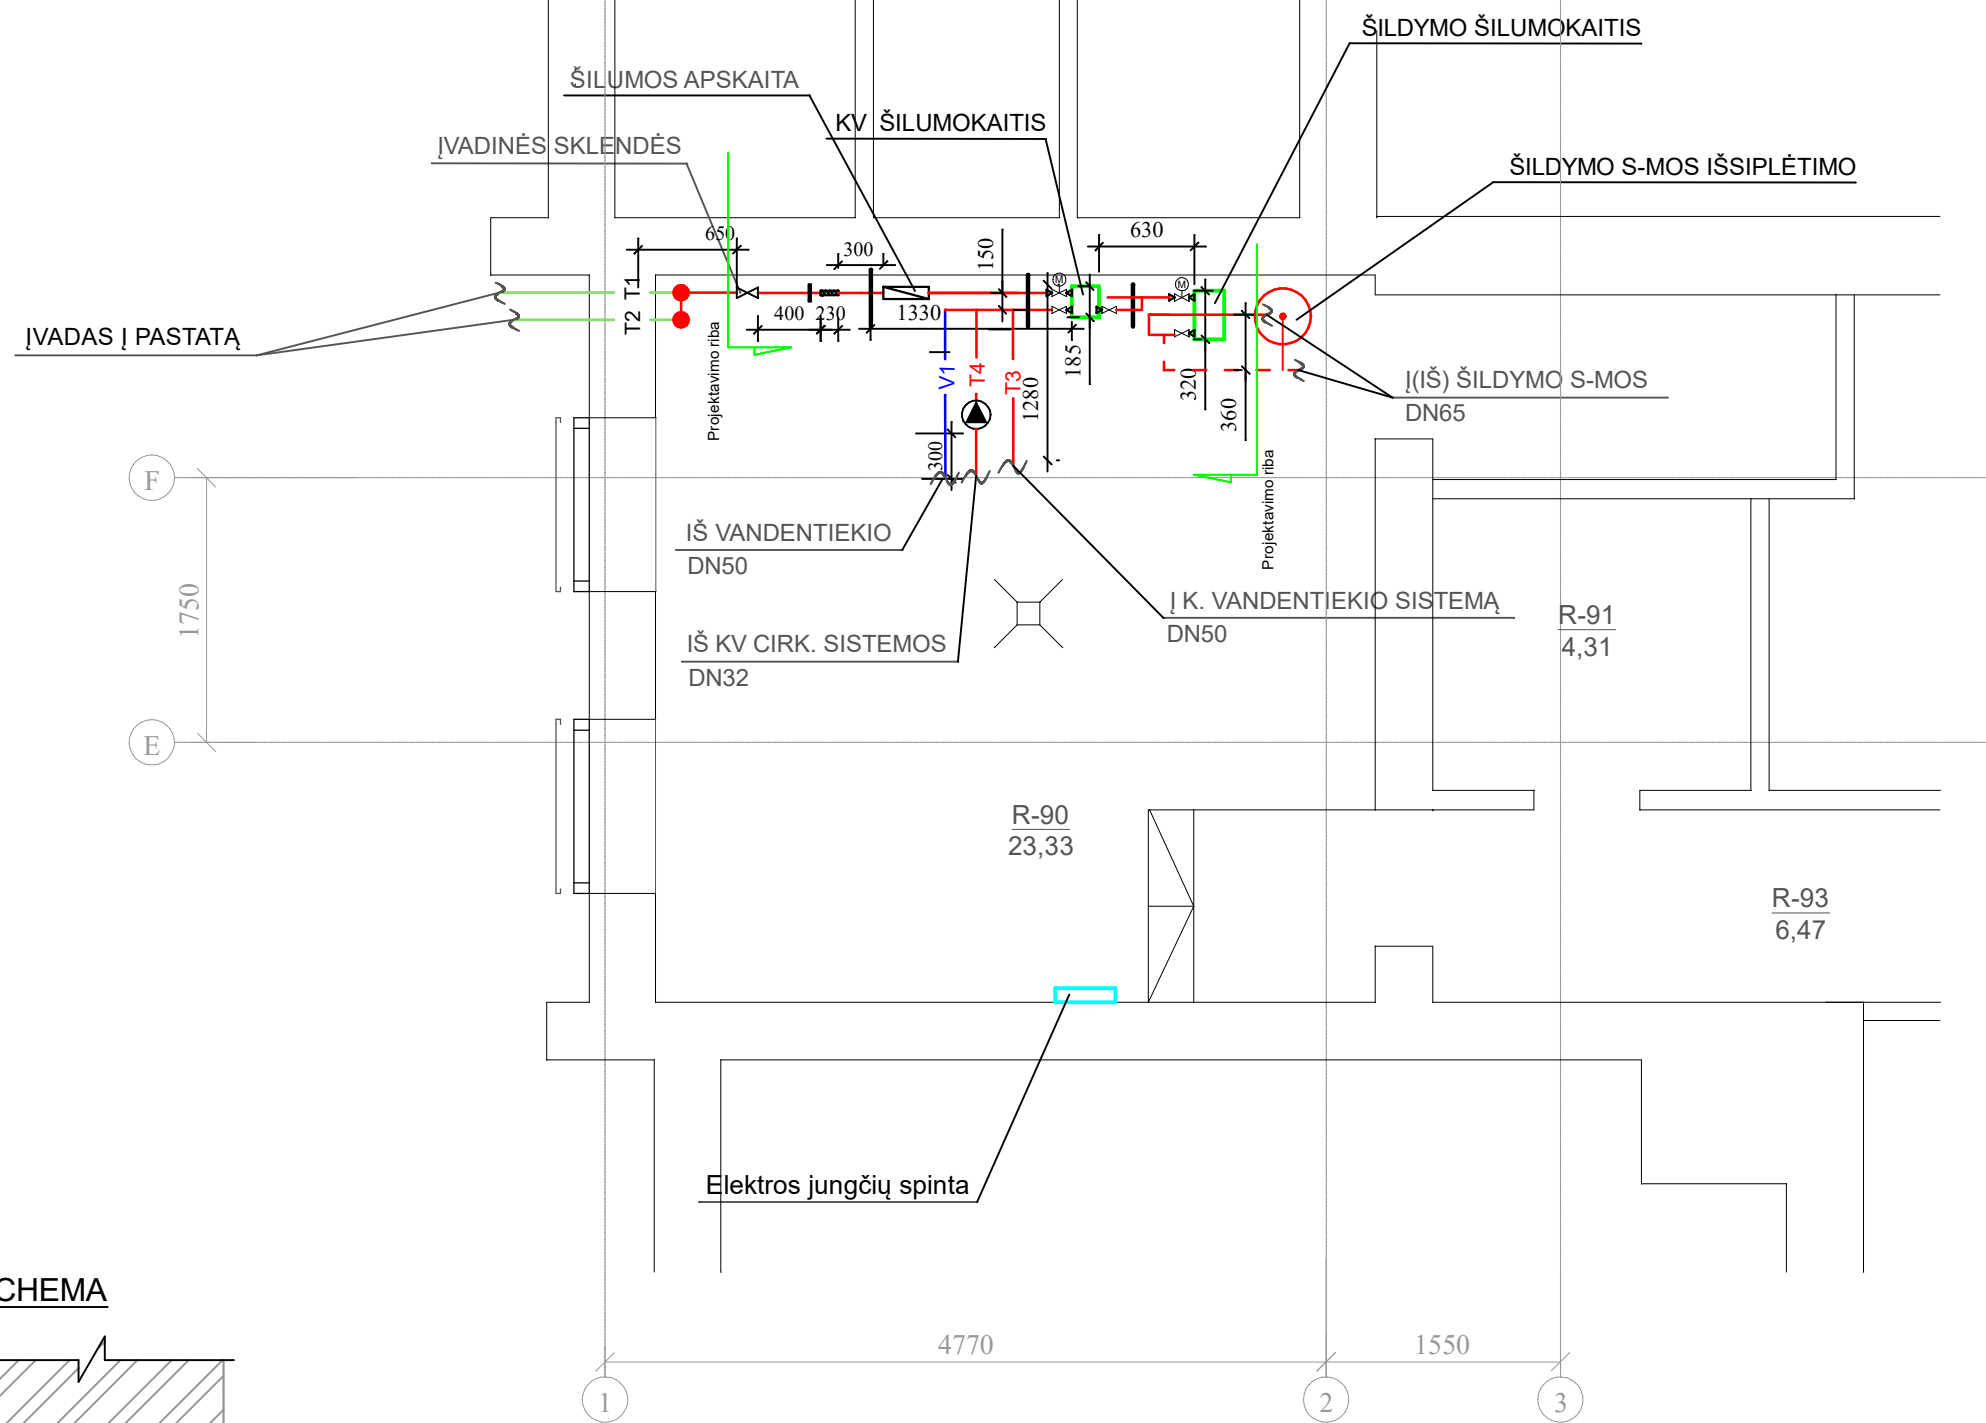 ŠILDYMO ŠILUMOKAITIS
ŠILUMOS APSKAITA
KV ŠILUMOKAITIS
ĮVADINĖS SKLENDĖS
ŠILDYMO S-MOS IŠSIPLĖTIMO
650
300
150
630
T1
T2
400
230
1330
ĮVADAS Į PASTATĄ
M
M
Projektavimo riba
V1
T4
T3
1280
185
320
360
300
Į(IŠ) ŠILDYMO S-MOS
DN65
Projektavimo riba
F
IŠ VANDENTIEKIO
DN50
1750
Į K. VANDENTIEKIO SISTEMĄ
DN50
R-91
4,31
IŠ KV CIRK. SISTEMOS
DN32
E
R-90
23,33
R-93
6,47
Elektros jungčių spinta
CHEMA
4770
1550
1
2
3